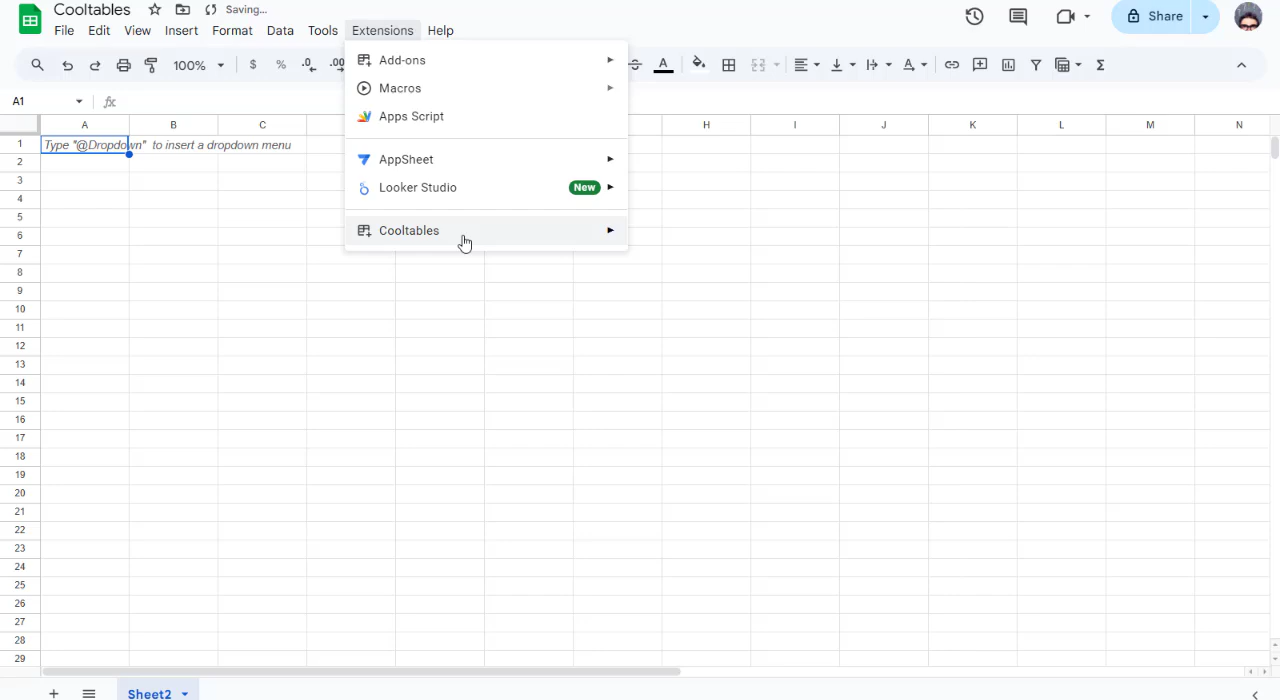 Cooltables
Saving...
Share
File Edit View Insert Format Data Tools Extensions Help
100% $ % .0 .00 A
A1 fx
Add-ons
Macros
Apps Script
AppSheet
Looker Studio New
Cooltables
A B C H I J K L M N
1 Type "@Dropdown" to insert a dropdown menu
2
3
4
5
6
7
8
9
10
11
12
13
14
15
16
17
18
19
20
21
22
23
24
25
26
27
28
29
Sheet2